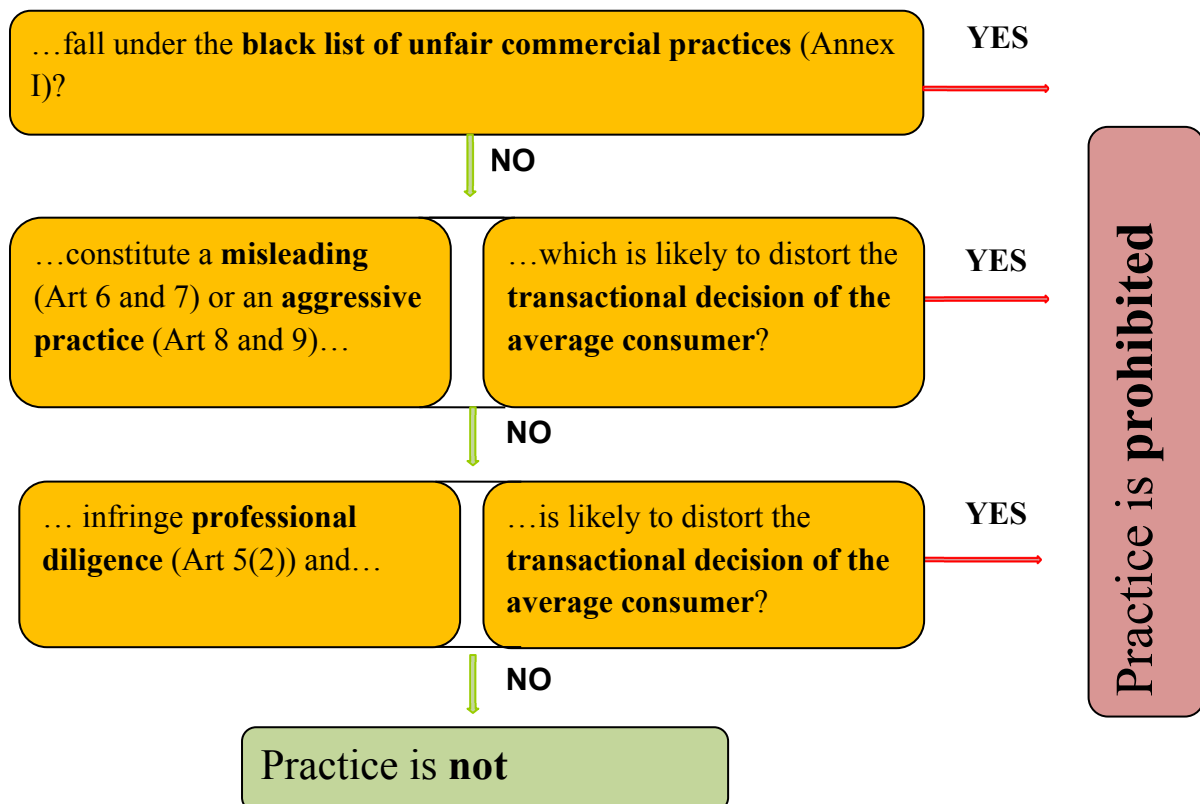 …fall under the black list of unfair commercial practices (Annex
I)?
YES
NO
…constitute a misleading
(Art 6 and 7) or an aggressive
practice (Art 8 and 9)…
…which is likely to distort the
transactional decision of the
average consumer?
YES
NO
… infringe professional
diligence (Art 5(2)) and…
…is likely to distort the
transactional decision of the
average consumer?
YES
NO
Practice is not
Practice is prohibited